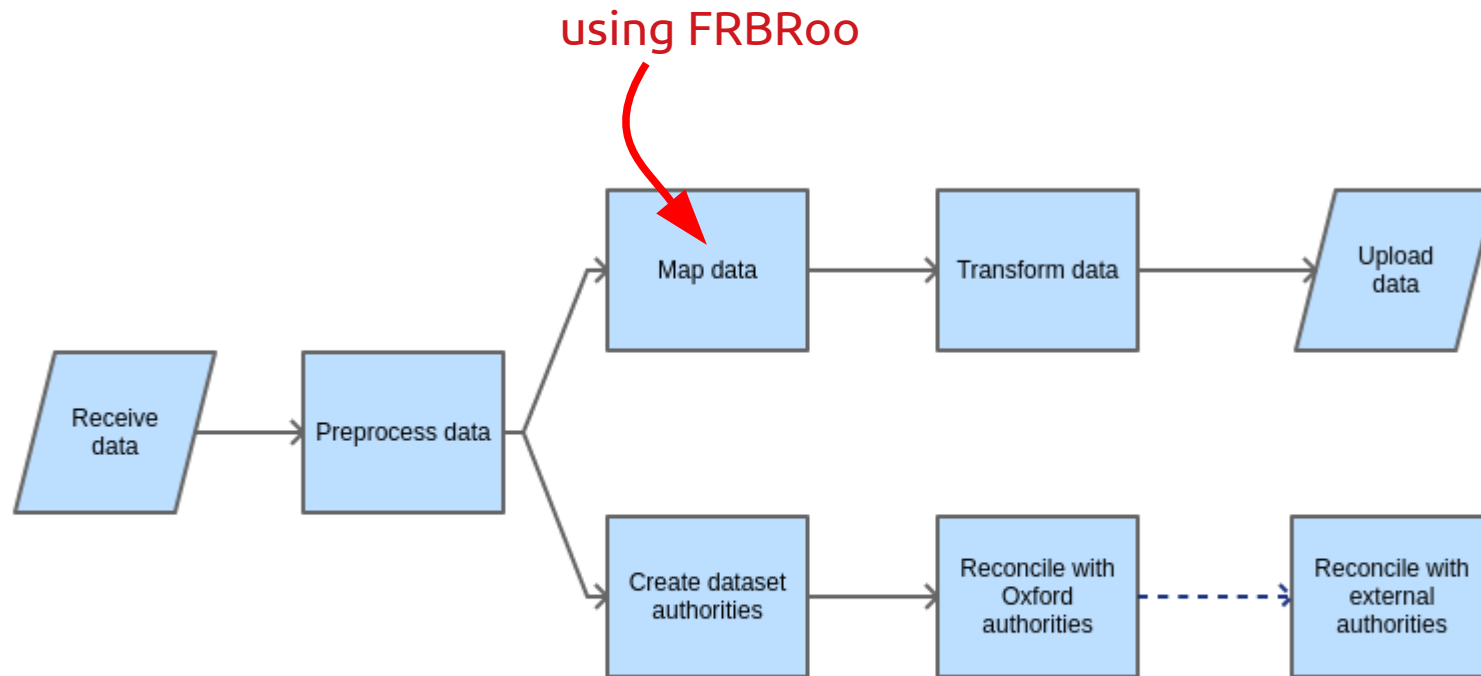 using FRBRoo
Map data
Transform data
Upload
data
Receive
data
Preprocess data
Create dataset
authorities
Reconcile with
Oxford
authorities
Reconcile with
external
authorities